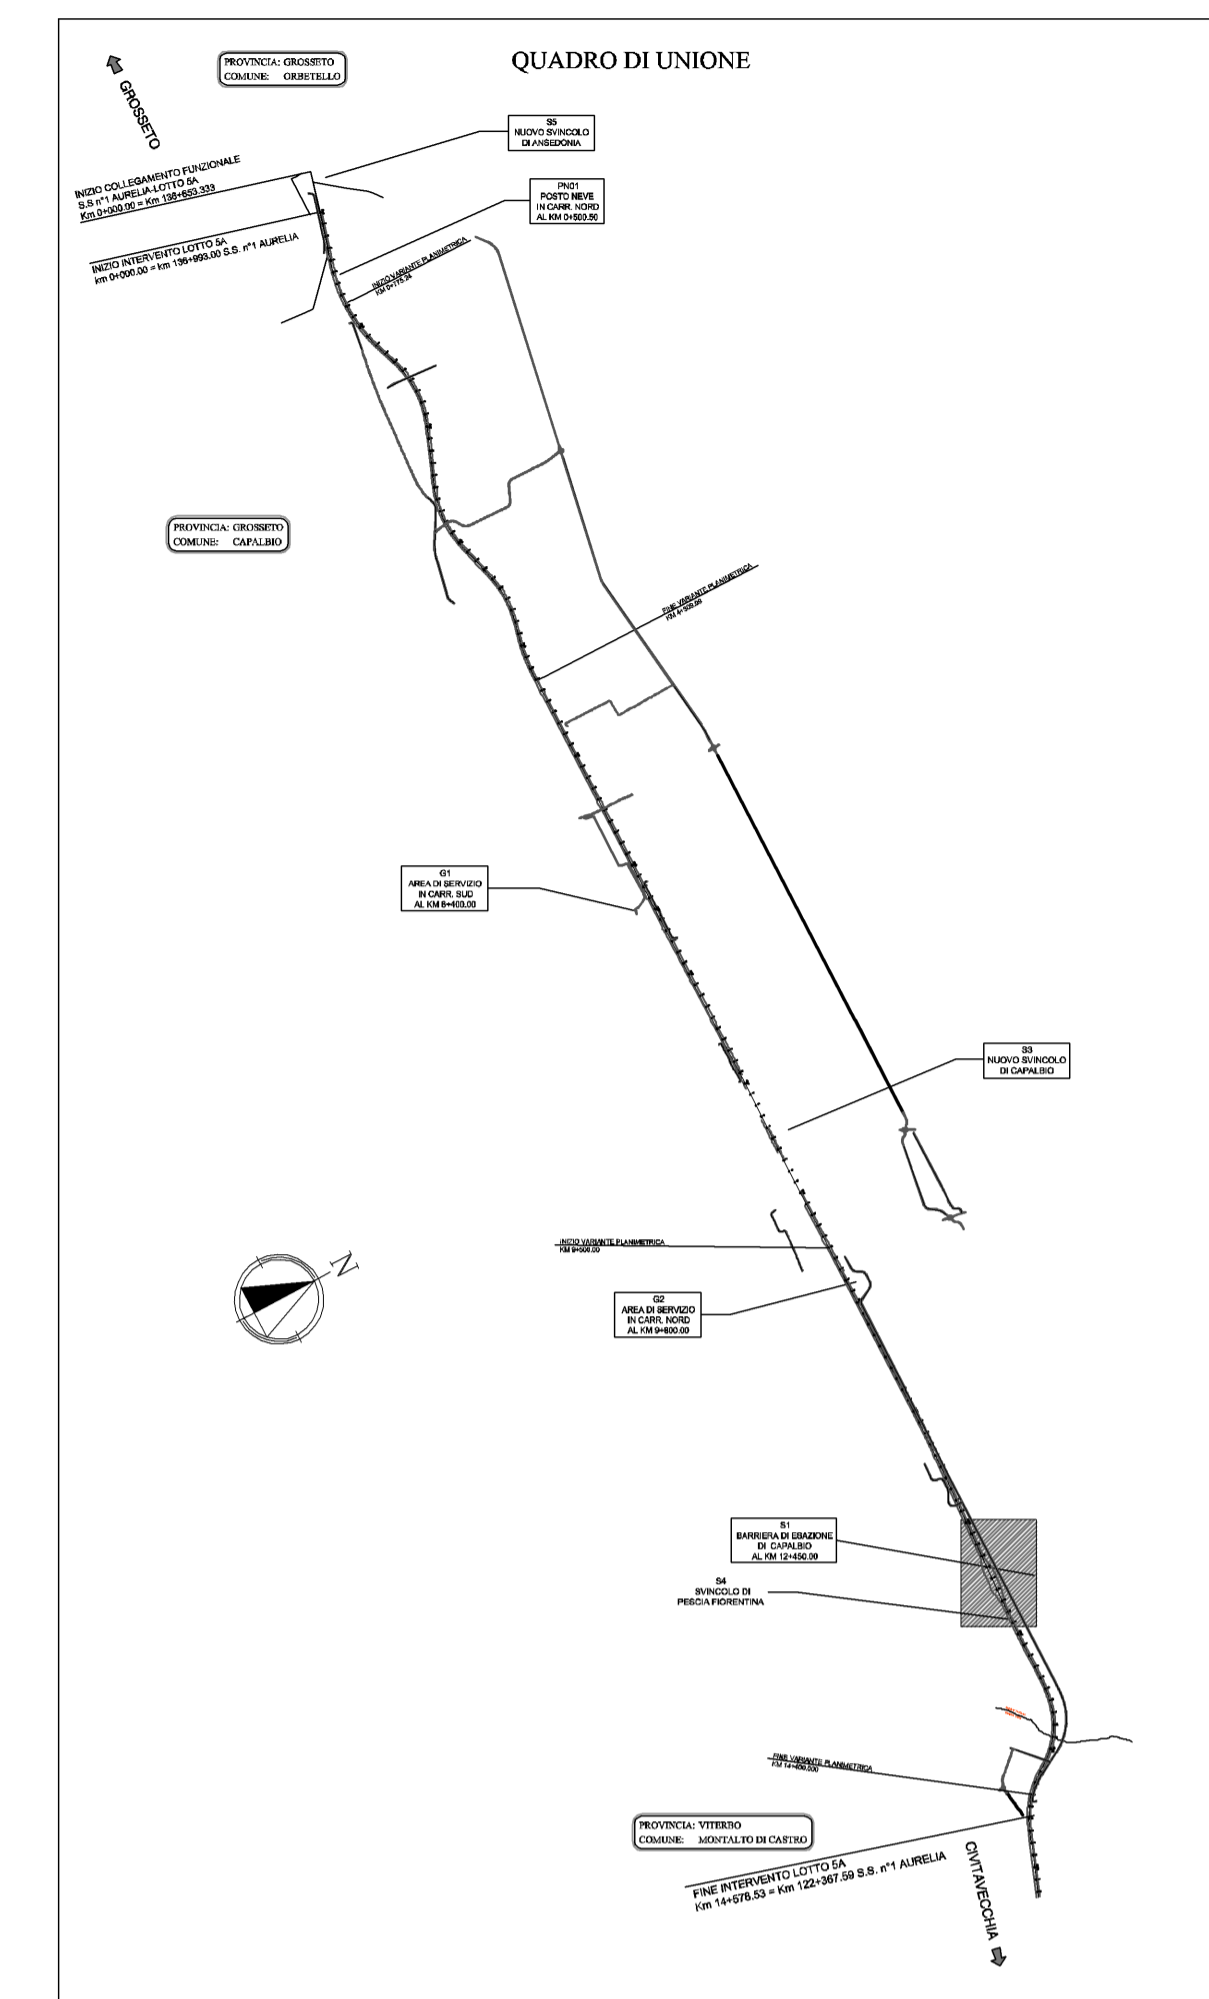 QUADRO DI UNIONE
PROVINCIA: GROSSETO
COMUNE: ORBETELLO
GROSSETO
S5
NUOVO SVINCOLO
DI ANSEDONIA
INIZIO COLLEGAMENTO FUNZIONALE
S.S n°1 AURELIA-LOTTO 5A
Km 0+000.00 = Km 136+653.333
PN01
POSTO NEVE
IN CARR. NORD
AL KM 0+500.50
INIZIO INTERVENTO LOTTO 5A
km 0+000.00 = km 136+993.00 S.S. n°1 AURELIA
INIZIO VARIANTE PLANIMETRICA
PROVINCIA: GROSSETO
COMUNE: CAPALBIO
FINE VARIANTE PLANIMETRICA
G1
AREA DI SERVIZIO
IN CARR. SUD
AL KM 6+400.00
S3
NUOVO SVINCOLO
DI CAPALBIO
N
INIZIO VARIANTE PLANIMETRICA
KM 9+500.00
G2
AREA DI SERVIZIO
IN CARR. NORD
AL KM 9+800.00
S1
BARRIERA DI ESAZIONE
DI CAPALBIO
AL KM 12+450.00
S4
SVINCOLO DI
PESCIA FIORENTINA
FINE VARIANTE PLANIMETRICA
PROVINCIA: VITERBO
COMUNE: MONTALTO DI CASTRO
FINE INTERVENTO LOTTO 5A
Km 14+578.53 = Km 122+367.59 S.S. n°1 AURELIA
CIVITAVECCHIA